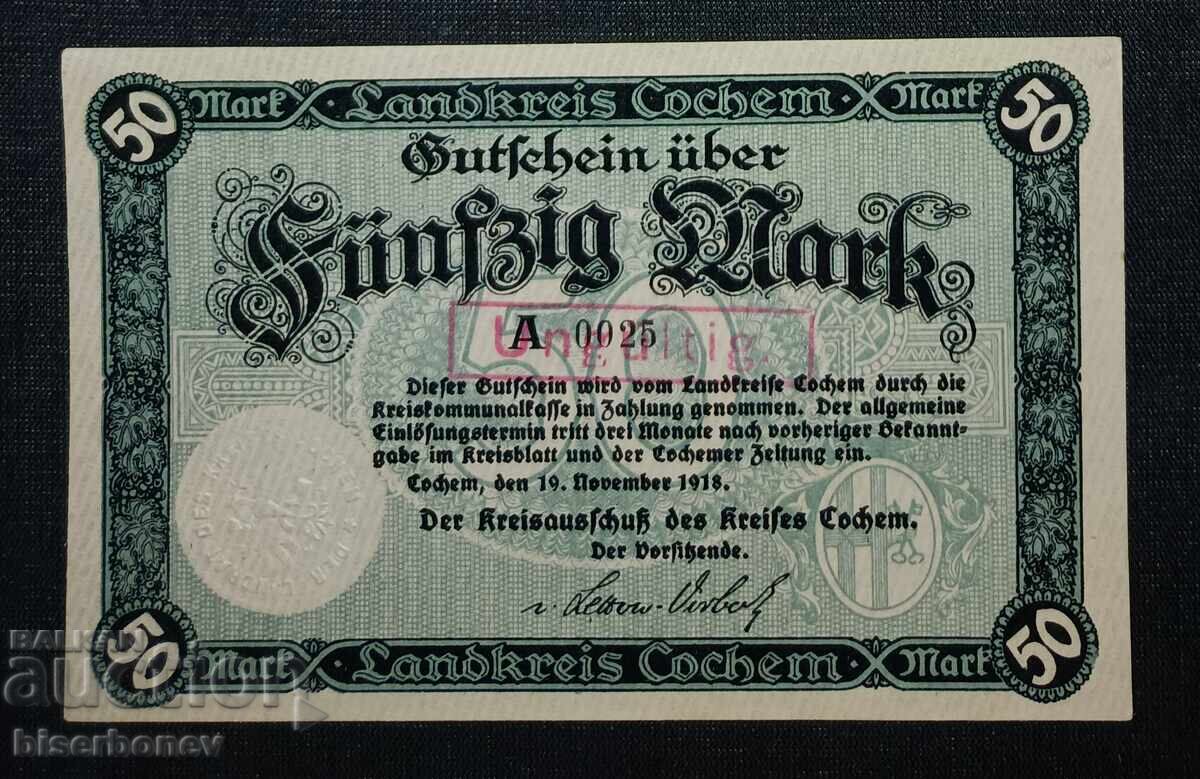 50 Mark · Landkreis Cochem · Mark 50
Gutschein über
Fünfzig Mark
50
Ungültig.
A 0025
Dieser Gutschein wird vom Landkreise Cochem durch die
Kreiskommunalkasse in Zahlung genommen. Der allgemeine
Einlösungstermin tritt drei Monate nach vorheriger Bekannt-
gabe im Kreisblatt und der Cochemer Zeitung ein.
Cochem, den 19. November 1918.
Der Kreisausschuß des Kreises Cochem.
Der Vorsitzende.
50 Mark · Landkreis Cochem · Mark 50
BALKAN
auction
biserbonev